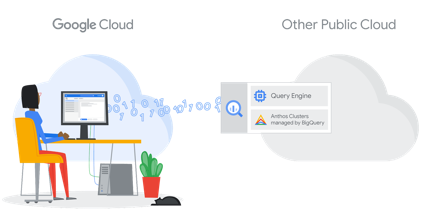 Google Cloud
Other Public Cloud
Query Engine
Anthos Clusters
managed by BigQuery